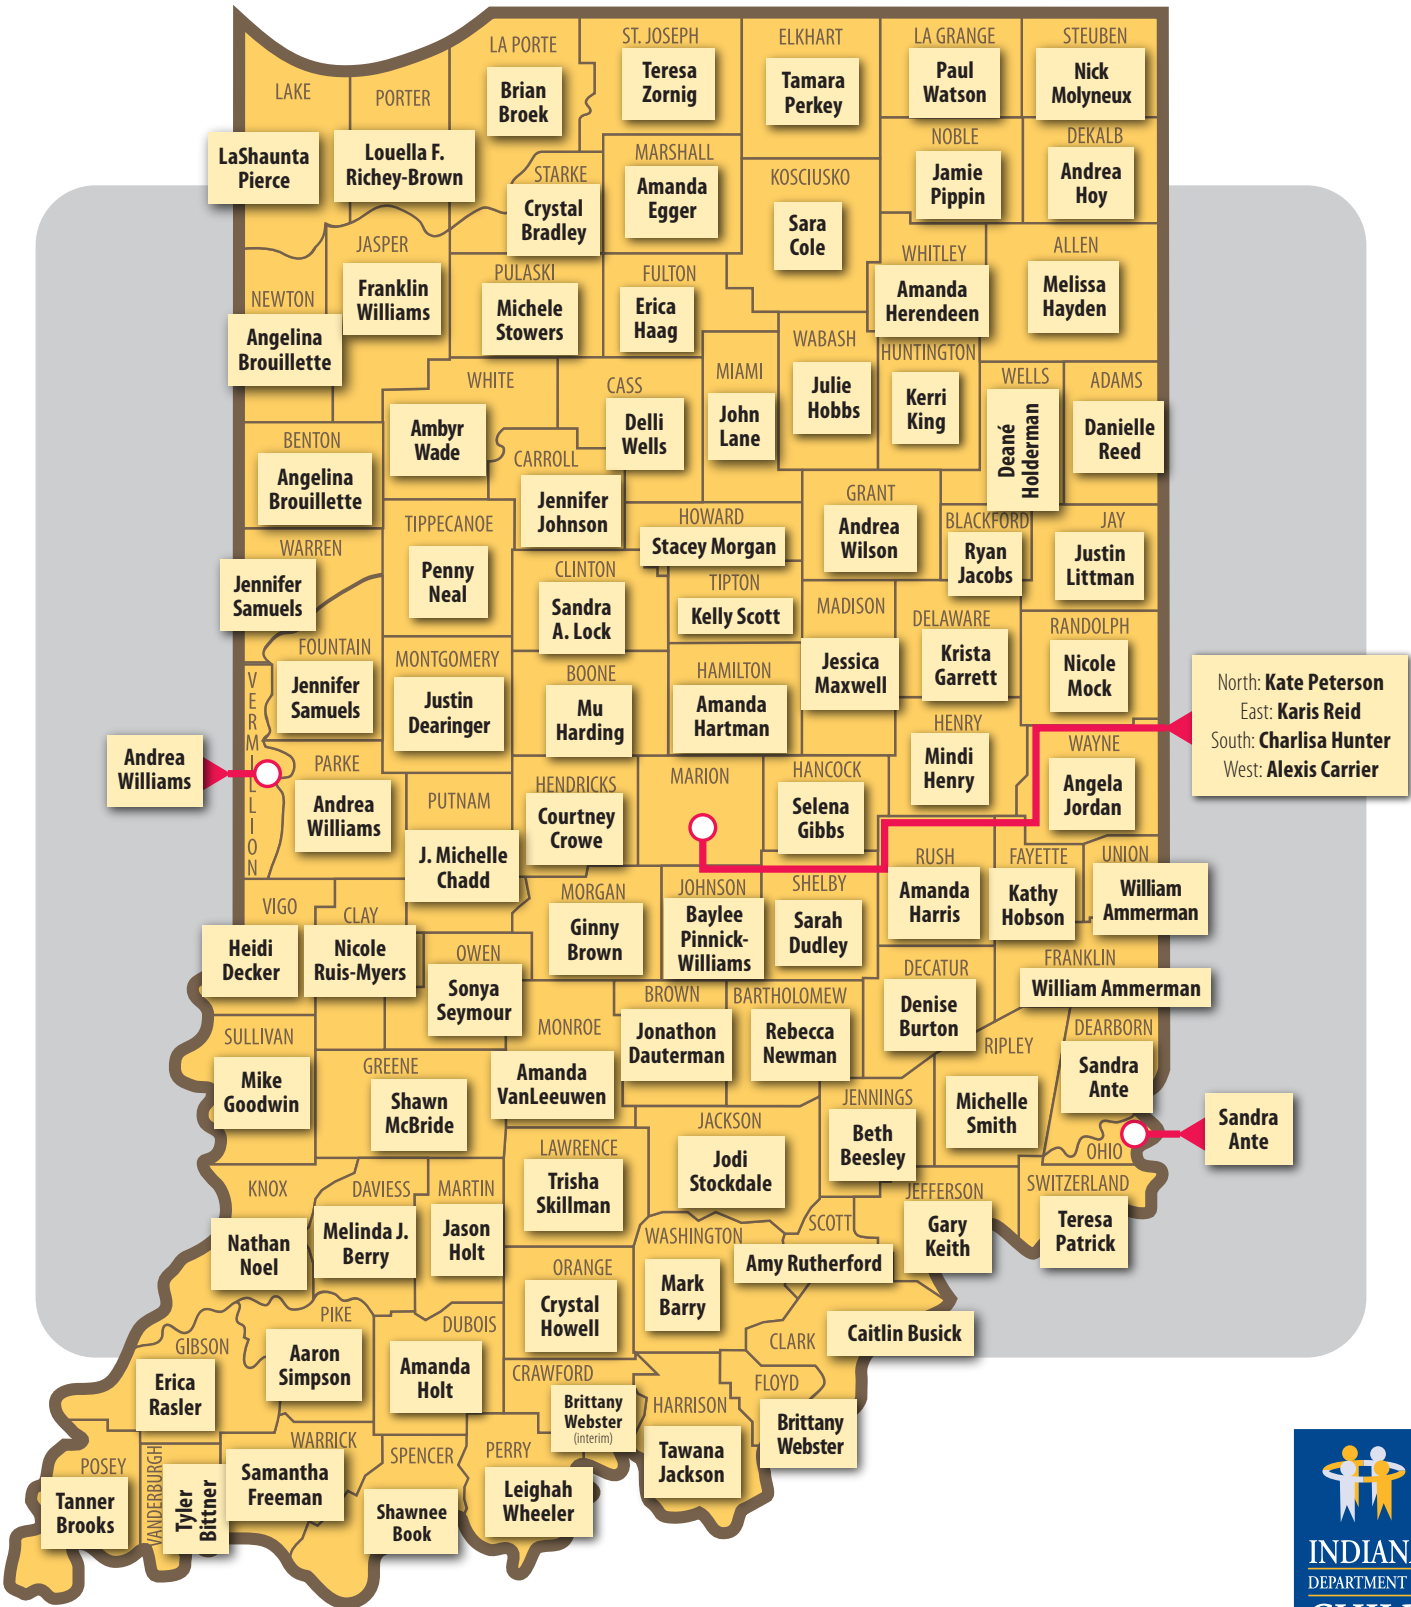 LAKE
LaShaunta
Pierce
PORTER
Louella F.
Richey-Brown
LA PORTE
Brian
Broek
ST. JOSEPH
Teresa
Zornig
ELKHART
Tamara
Perkey
LA GRANGE
Paul
Watson
STEUBEN
Nick
Molyneux
NOBLE
Jamie
Pippin
DEKALB
Andrea
Hoy
STARKE
Crystal
Bradley
MARSHALL
Amanda
Egger
KOSCIUSKO
Sara
Cole
NEWTON
Angelina
Brouillette
JASPER
Franklin
Williams
PULASKI
Michele
Stowers
FULTON
Erica
Haag
WHITLEY
Amanda
Herendeen
ALLEN
Melissa
Hayden
WHITE
Ambyr
Wade
CASS
Delli
Wells
MIAMI
John
Lane
WABASH
Julie
Hobbs
HUNTINGTON
Kerri
King
WELLS
Deané
Holderman
ADAMS
Danielle
Reed
BENTON
Angelina
Brouillette
CARROLL
Jennifer
Johnson
HOWARD
Stacey Morgan
GRANT
Andrea
Wilson
BLACKFORD
Ryan
Jacobs
JAY
Justin
Littman
WARREN
Jennifer
Samuels
TIPPECANOE
Penny
Neal
CLINTON
Sandra
A. Lock
TIPTON
Kelly Scott
MADISON
Jessica
Maxwell
DELAWARE
Krista
Garrett
RANDOLPH
Nicole
Mock
FOUNTAIN
Jennifer
Samuels
MONTGOMERY
Justin
Dearinger
BOONE
Mu
Harding
HAMILTON
Amanda
Hartman
HENRY
Mindi
Henry
North: Kate Peterson
East: Karis Reid
South: Charlisa Hunter
West: Alexis Carrier
VERMILLION
Andrea
Williams
PARKE
Andrea
Williams
PUTNAM
J. Michelle
Chadd
HENDRICKS
Courtney
Crowe
MARION
HANCOCK
Selena
Gibbs
WAYNE
Angela
Jordan
RUSH
Amanda
Harris
FAYETTE
Kathy
Hobson
UNION
William
Ammerman
VIGO
Heidi
Decker
CLAY
Nicole
Ruis-Myers
OWEN
Sonya
Seymour
MORGAN
Ginny
Brown
JOHNSON
Baylee
Pinnick-
Williams
SHELBY
Sarah
Dudley
FRANKLIN
William Ammerman
DECATUR
Denise
Burton
SULLIVAN
Mike
Goodwin
GREENE
Shawn
McBride
MONROE
Amanda
VanLeeuwen
BROWN
Jonathon
Dauterman
BARTHOLOMEW
Rebecca
Newman
RIPLEY
Michelle
Smith
DEARBORN
Sandra
Ante
OHIO
Sandra
Ante
JENNINGS
Beth
Beesley
JACKSON
Jodi
Stockdale
LAWRENCE
Trisha
Skillman
KNOX
Nathan
Noel
DAVIESS
Melinda J.
Berry
MARTIN
Jason
Holt
JEFFERSON
Gary
Keith
SWITZERLAND
Teresa
Patrick
SCOTT
Amy Rutherford
WASHINGTON
Mark
Barry
ORANGE
Crystal
Howell
CLARK
Caitlin Busick
GIBSON
Erica
Rasler
PIKE
Aaron
Simpson
DUBOIS
Amanda
Holt
CRAWFORD
Brittany
Webster
(interim)
HARRISON
Tawana
Jackson
FLOYD
Brittany
Webster
POSEY
Tanner
Brooks
VANDERBURGH
Tyler
Bittner
WARRICK
Samantha
Freeman
SPENCER
Shawnee
Book
PERRY
Leighah
Wheeler
INDIANA
DEPARTMENT